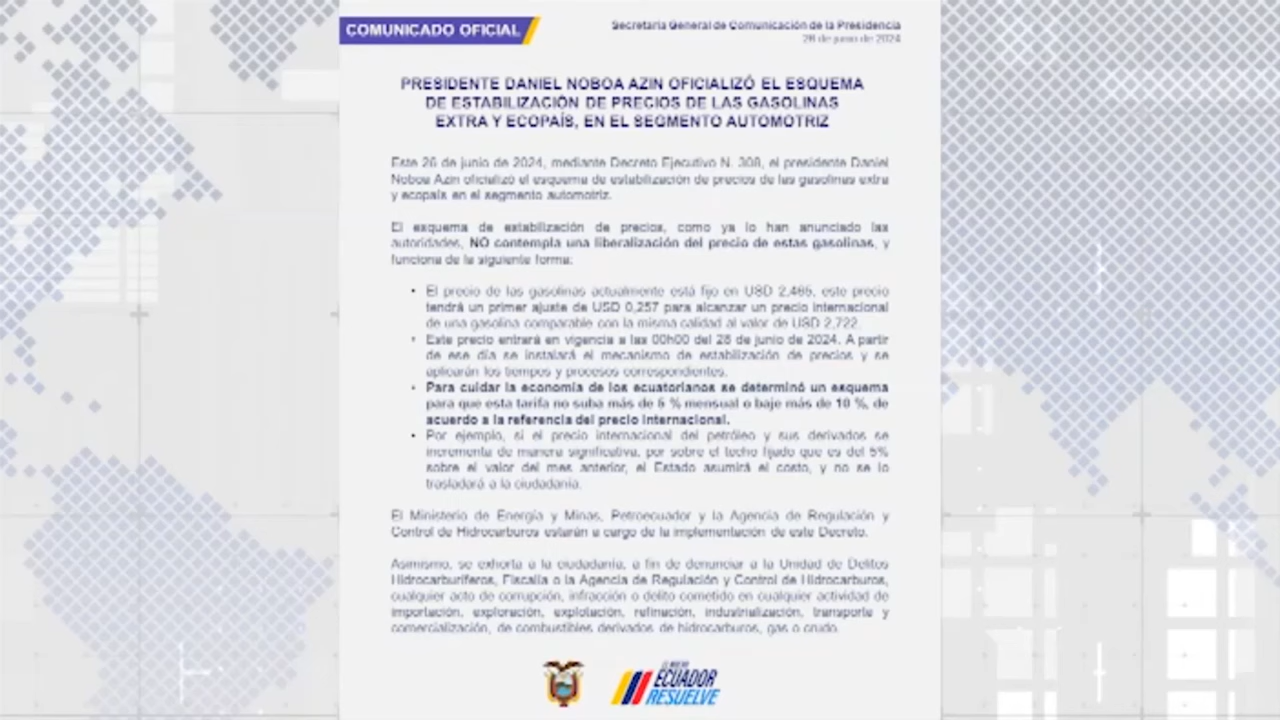 COMUNICADO OFICIAL
Secretaría General de Comunicación de la Presidencia
26 de junio de 2024
PRESIDENTE DANIEL NOBOA AZIN OFICIALIZÓ EL ESQUEMA
DE ESTABILIZACIÓN DE PRECIOS DE LAS GASOLINAS
EXTRA Y ECOPAÍS, EN EL SEGMENTO AUTOMOTRIZ
Este 26 de junio de 2024, mediante Decreto Ejecutivo N. 308, el presidente Daniel
Noboa Azin oficializó el esquema de estabilización de precios de las gasolinas extra
y ecopaís en el segmento automotriz.
El esquema de estabilización de precios, como ya lo han anunciado las
autoridades, NO contempla una liberalización del precio de estas gasolinas, y
funciona de la siguiente forma:
• El precio de las gasolinas actualmente está fijo en USD 2,465, este precio
tendrá un primer ajuste de USD 0,257 para alcanzar un precio internacional
de una gasolina comparable con la misma calidad al valor de USD 2,722.
• Este precio entrará en vigencia a las 00h00 del 28 de junio de 2024. A partir
de ese día se instalará el mecanismo de estabilización de precios y se
aplicarán los tiempos y procesos correspondientes.
• Para cuidar la economía de los ecuatorianos se determinó un esquema
para que esta tarifa no suba más de 5 % mensual o baje más de 10 %, de
acuerdo a la referencia del precio internacional.
• Por ejemplo, si el precio internacional del petróleo y sus derivados se
incrementa de manera significativa, por sobre el techo fijado que es del 5%
sobre el valor del mes anterior, el Estado asumirá el costo, y no se lo
trasladará a la ciudadanía.
El Ministerio de Energía y Minas, Petroecuador y la Agencia de Regulación y
Control de Hidrocarburos estarán a cargo de la implementación de este Decreto.
Asimismo, se exhorta a la ciudadanía, a fin de denunciar a la Unidad de Delitos
Hidrocarburíferos, Fiscalía o la Agencia de Regulación y Control de Hidrocarburos,
cualquier acto de corrupción, infracción o delito cometido en cualquier actividad de
importación, exploración, explotación, refinación, industrialización, transporte y
comercialización, de combustibles derivados de hidrocarburos, gas o crudo.
EL NUEVO
ECUADOR
RESUELVE